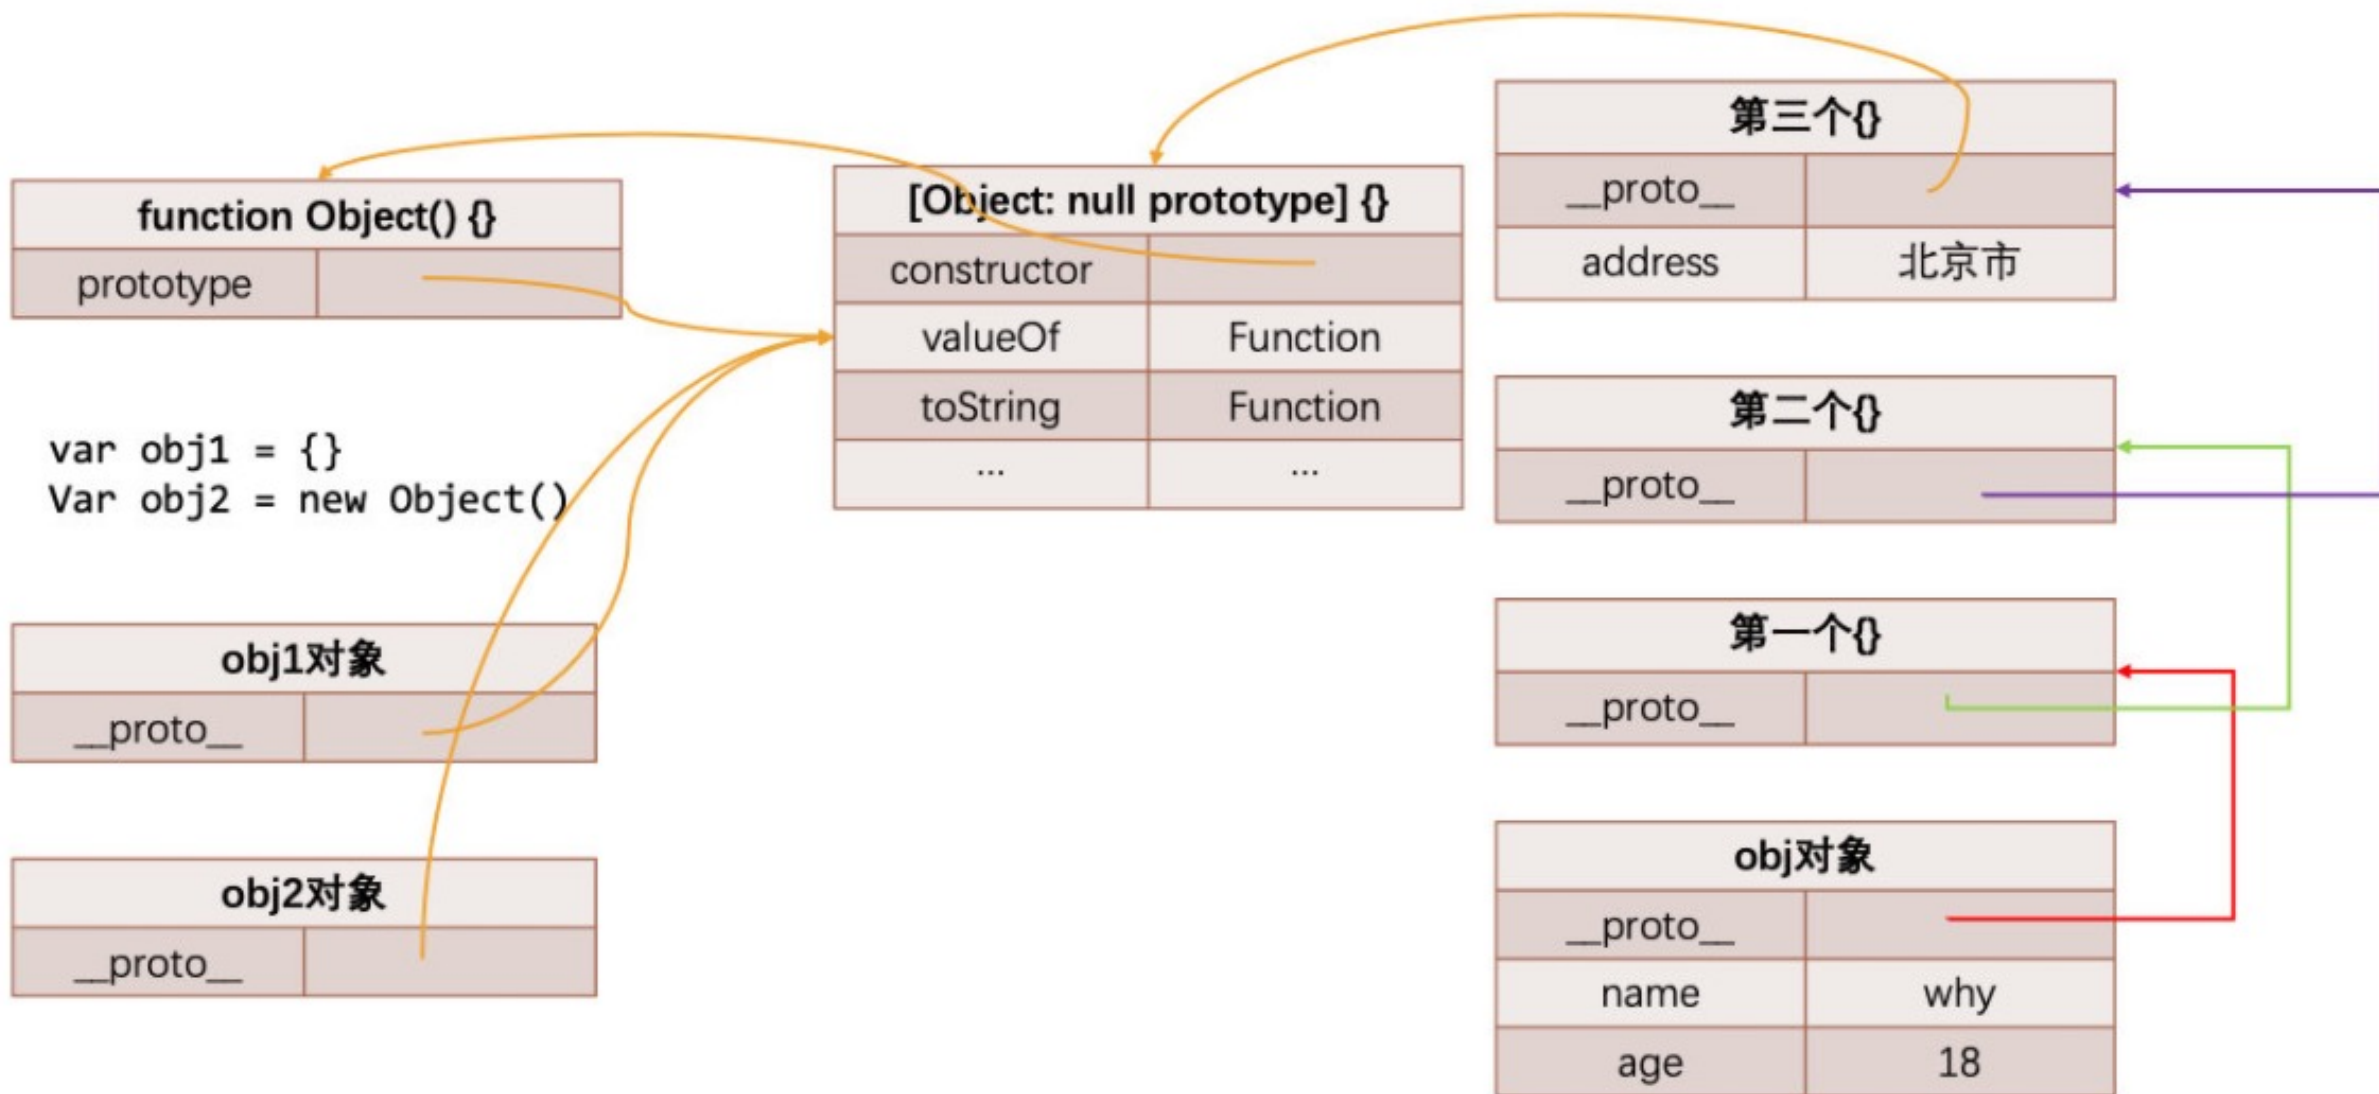 function Object() {}
prototype
var obj1 = {}
Var obj2 = new Object()
obj1对象
__proto__
obj2对象
__proto__
[Object: null prototype] {}
constructor
valueOf Function
toString Function
... ...
第三个{}
__proto__
address 北京市
第二个{}
__proto__
第一个{}
__proto__
obj对象
__proto__
name why
age 18